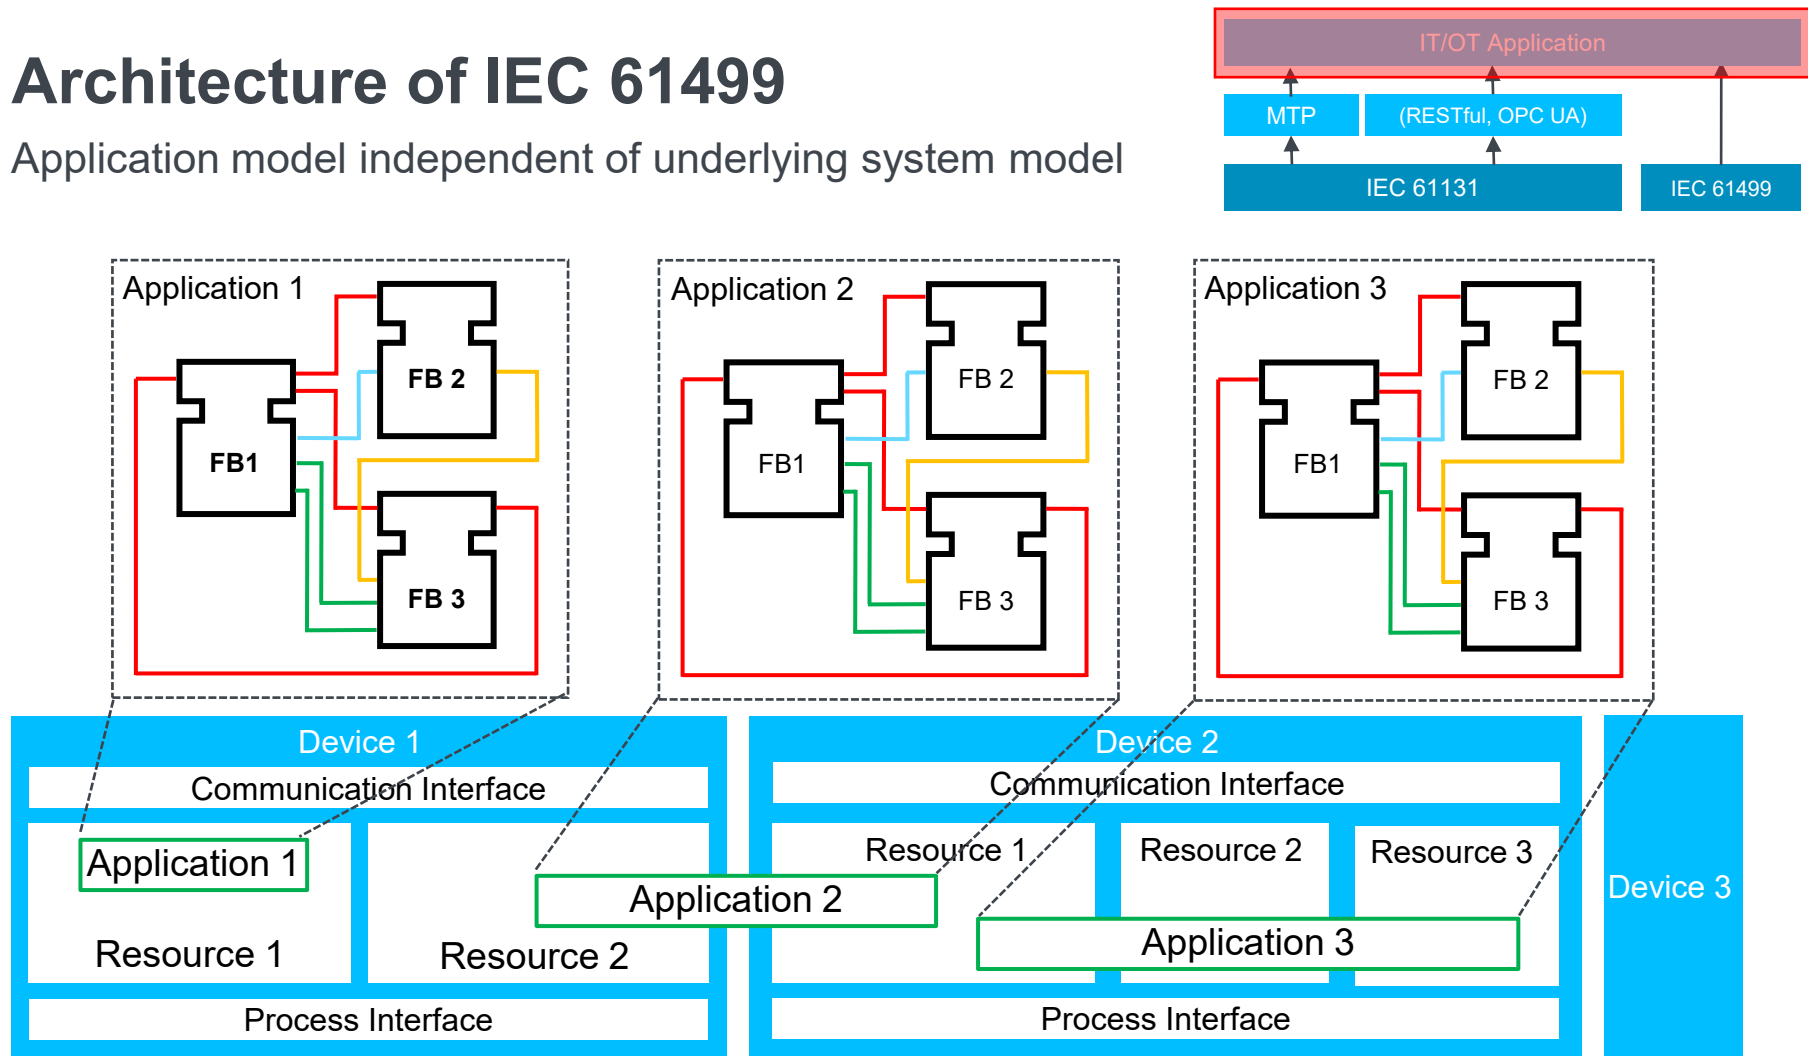 Architecture of IEC 61499
Application model independent of underlying system model
IT/OT Application
MTP
(RESTful, OPC UA)
IEC 61131
IEC 61499
Application 1
FB 2
FB1
FB 3
Application 2
FB 2
FB1
FB 3
Application 3
FB 2
FB1
FB 3
Device 1
Communication Interface
Application 1
Resource 1
Resource 2
Process Interface
Application 2
Device 2
Communication Interface
Resource 1
Resource 2
Resource 3
Application 3
Process Interface
Device 3